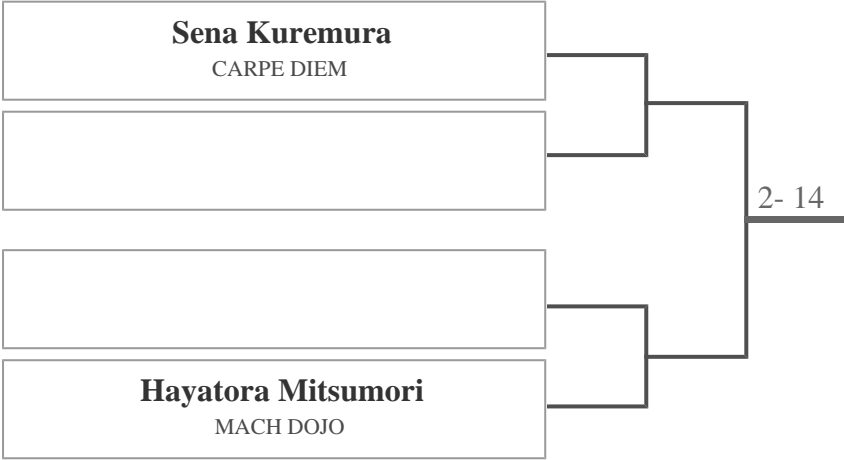 Sena Kuremura
CARPE DIEM
2- 14
Hayatora Mitsumori
MACH DOJO